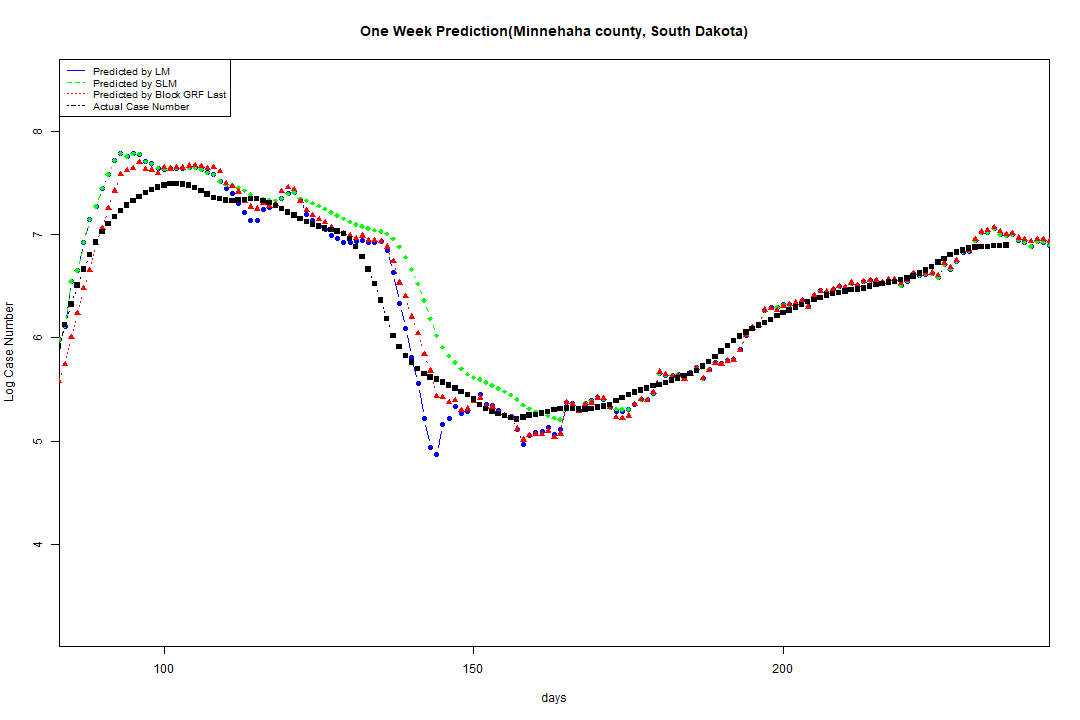 One Week Prediction(Minnehaha county, South Dakota)
Predicted by LM
Predicted by SLM
Predicted by Block GRF Last
Actual Case Number
8
7
6
5
4
Log Case Number
100
150
200
days